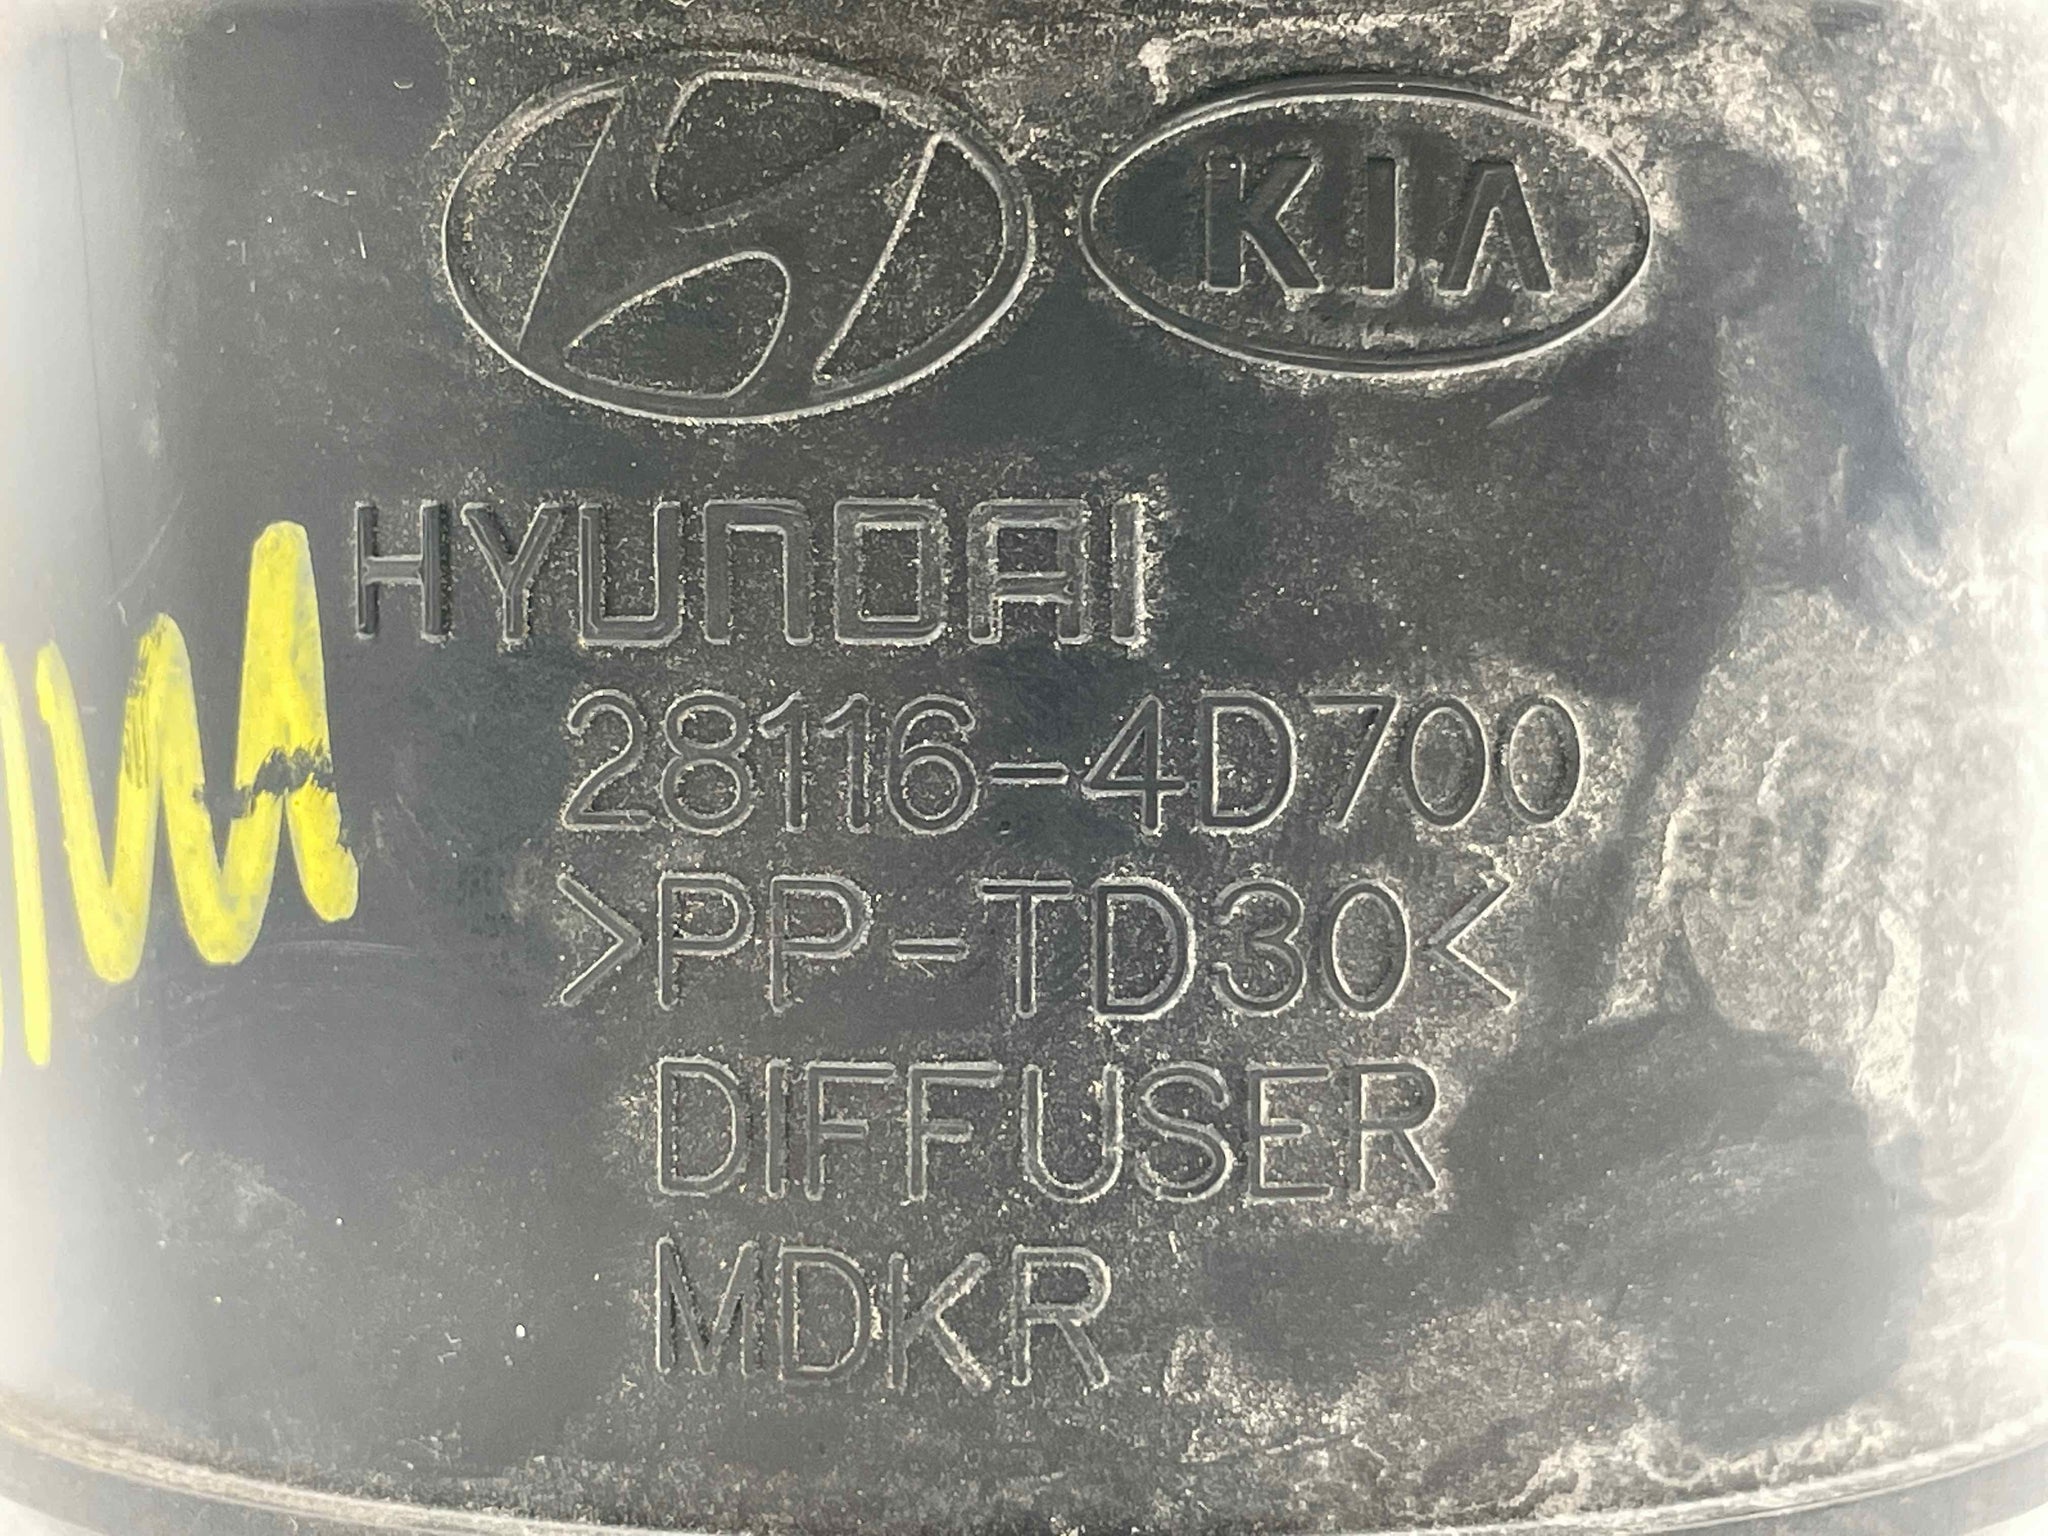 KIA
HYUNDAI
28116-4D700
>PP-TD30<
DIFFUSER
MDKR